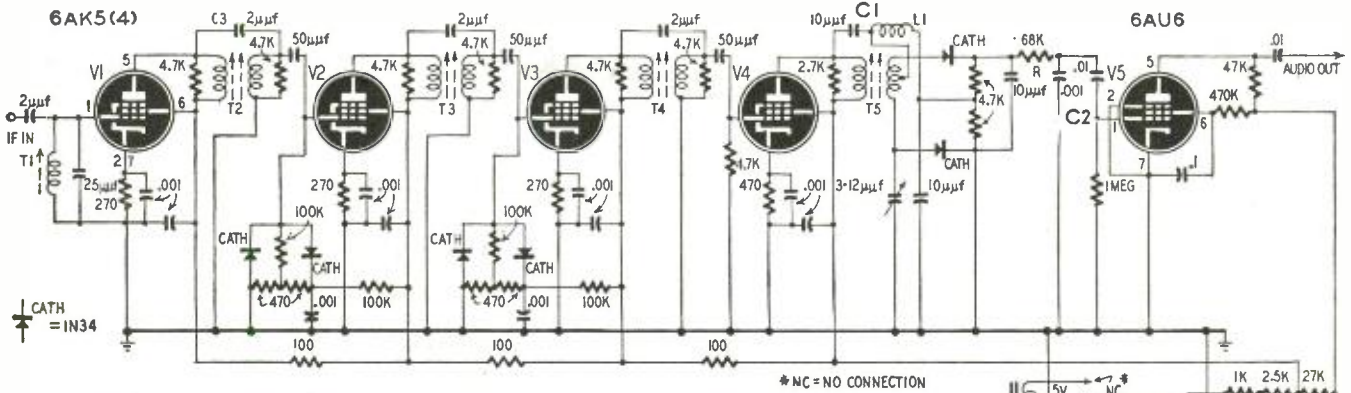 6AK5(4)
C3
2μμf
2μμf
2μμf
10μμf
C1
L1
6AU6
4.7K
50μμf
4.7K
50μμf
4.7K
50μμf
CATH
.68K
.01
.01
AUDIO OUT
V1
5
4.7K
V2
4.7K
V3
4.7K
V4
2.7K
R
V5
5
47K
2μμf
1
6
T2
T3
T4
T5
4.7K
10μμf
.001
2
470K
IF IN
C2
1
6
T1
2
7
CATH
7
.1
25μμf
270
.001
270
.001
270
.001
4.7K
470
.001
3-12μμf
10μμf
1MEG
100K
100K
CATH
CATH
CATH
CATH
470
100K
470
100K
.001
.001
CATH
= IN34
100
100
100
*NC = NO CONNECTION
5V
NC*
1K
2.5K
27K